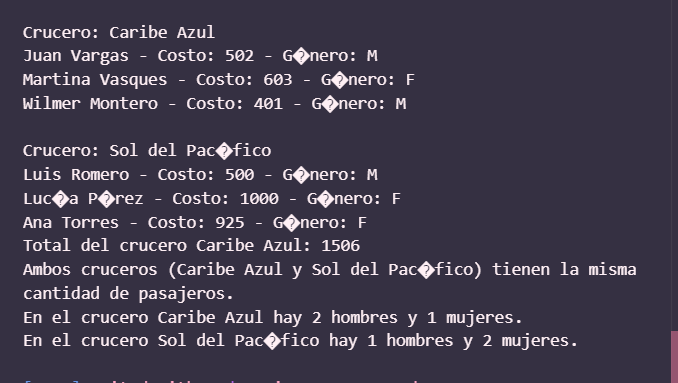 Crucero: Caribe Azul
Juan Vargas - Costo: 502 - G�nero: M
Martina Vasques - Costo: 603 - G�nero: F
Wilmer Montero - Costo: 401 - G�nero: M
Crucero: Sol del Pac�fico
Luis Romero - Costo: 500 - G�nero: M
Luc�a P�rez - Costo: 1000 - G�nero: F
Ana Torres - Costo: 925 - G�nero: F
Total del crucero Caribe Azul: 1506
Ambos cruceros (Caribe Azul y Sol del Pac�fico) tienen la misma
cantidad de pasajeros.
En el crucero Caribe Azul hay 2 hombres y 1 mujeres.
En el crucero Sol del Pac�fico hay 1 hombres y 2 mujeres.